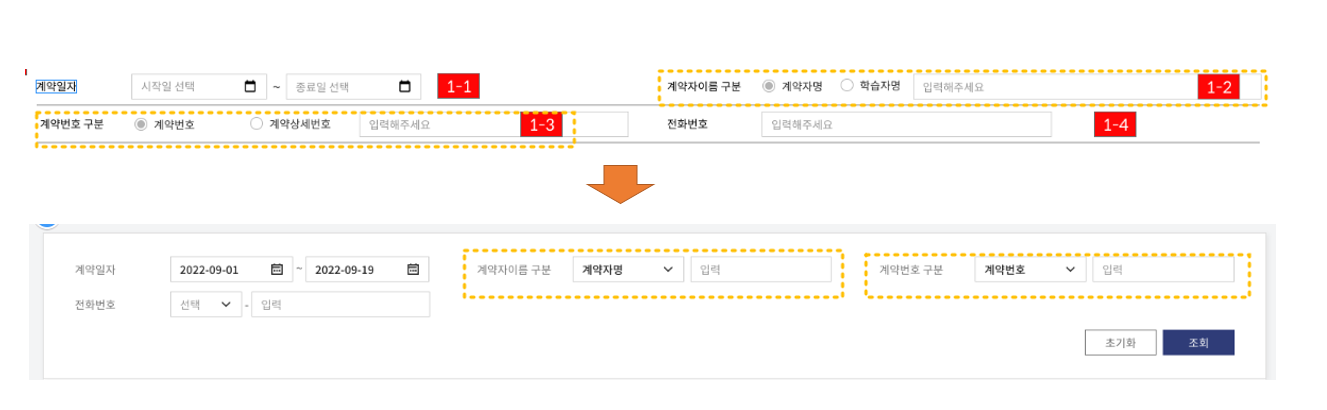 계약일자 시작일 선택 ~ 종료일 선택 1-1 계약자이름 구분 계약자명 학습자명 입력해주세요 1-2
계약번호 구분 계약번호 계약상세번호 입력해주세요 1-3 전화번호 입력해주세요 1-4
계약일자 2022-09-01 ~ 2022-09-19 계약자이름 구분 계약자명 입력 계약번호 구분 계약번호 입력
전화번호 선택 - 입력
초기화 조회